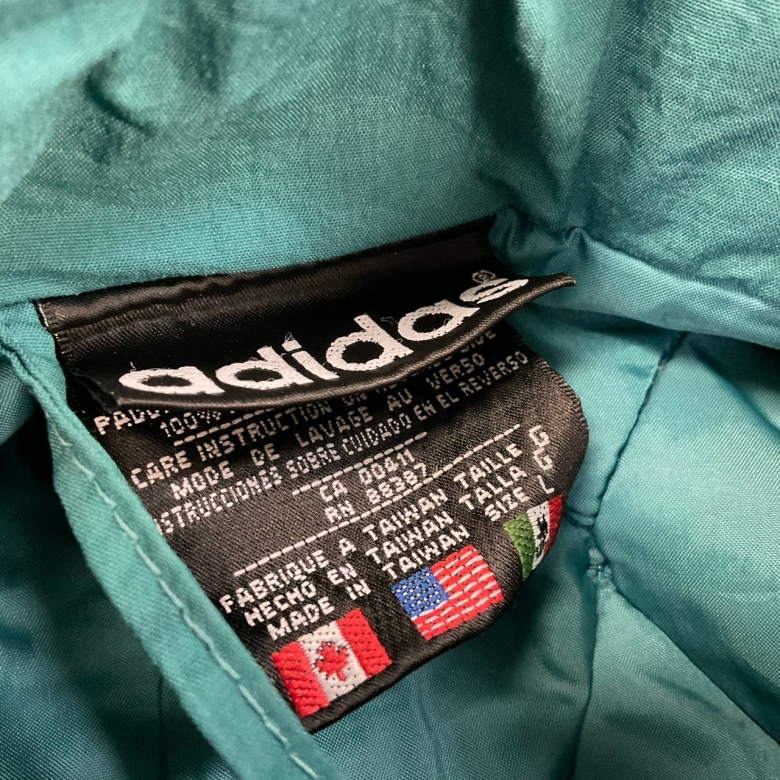 adidas®
100%
CARE INSTRUCTION ON
MODE DE LAVAGE AU VERSO
INSTRUCCIONES SOBRE CUIDADO EN EL REVERSO
CA 00411
RN 88387
FABRIQUE A TAIWAN TAILLE G
HECHO EN TAIWAN TALLA G
MADE IN TAIWAN SIZE L